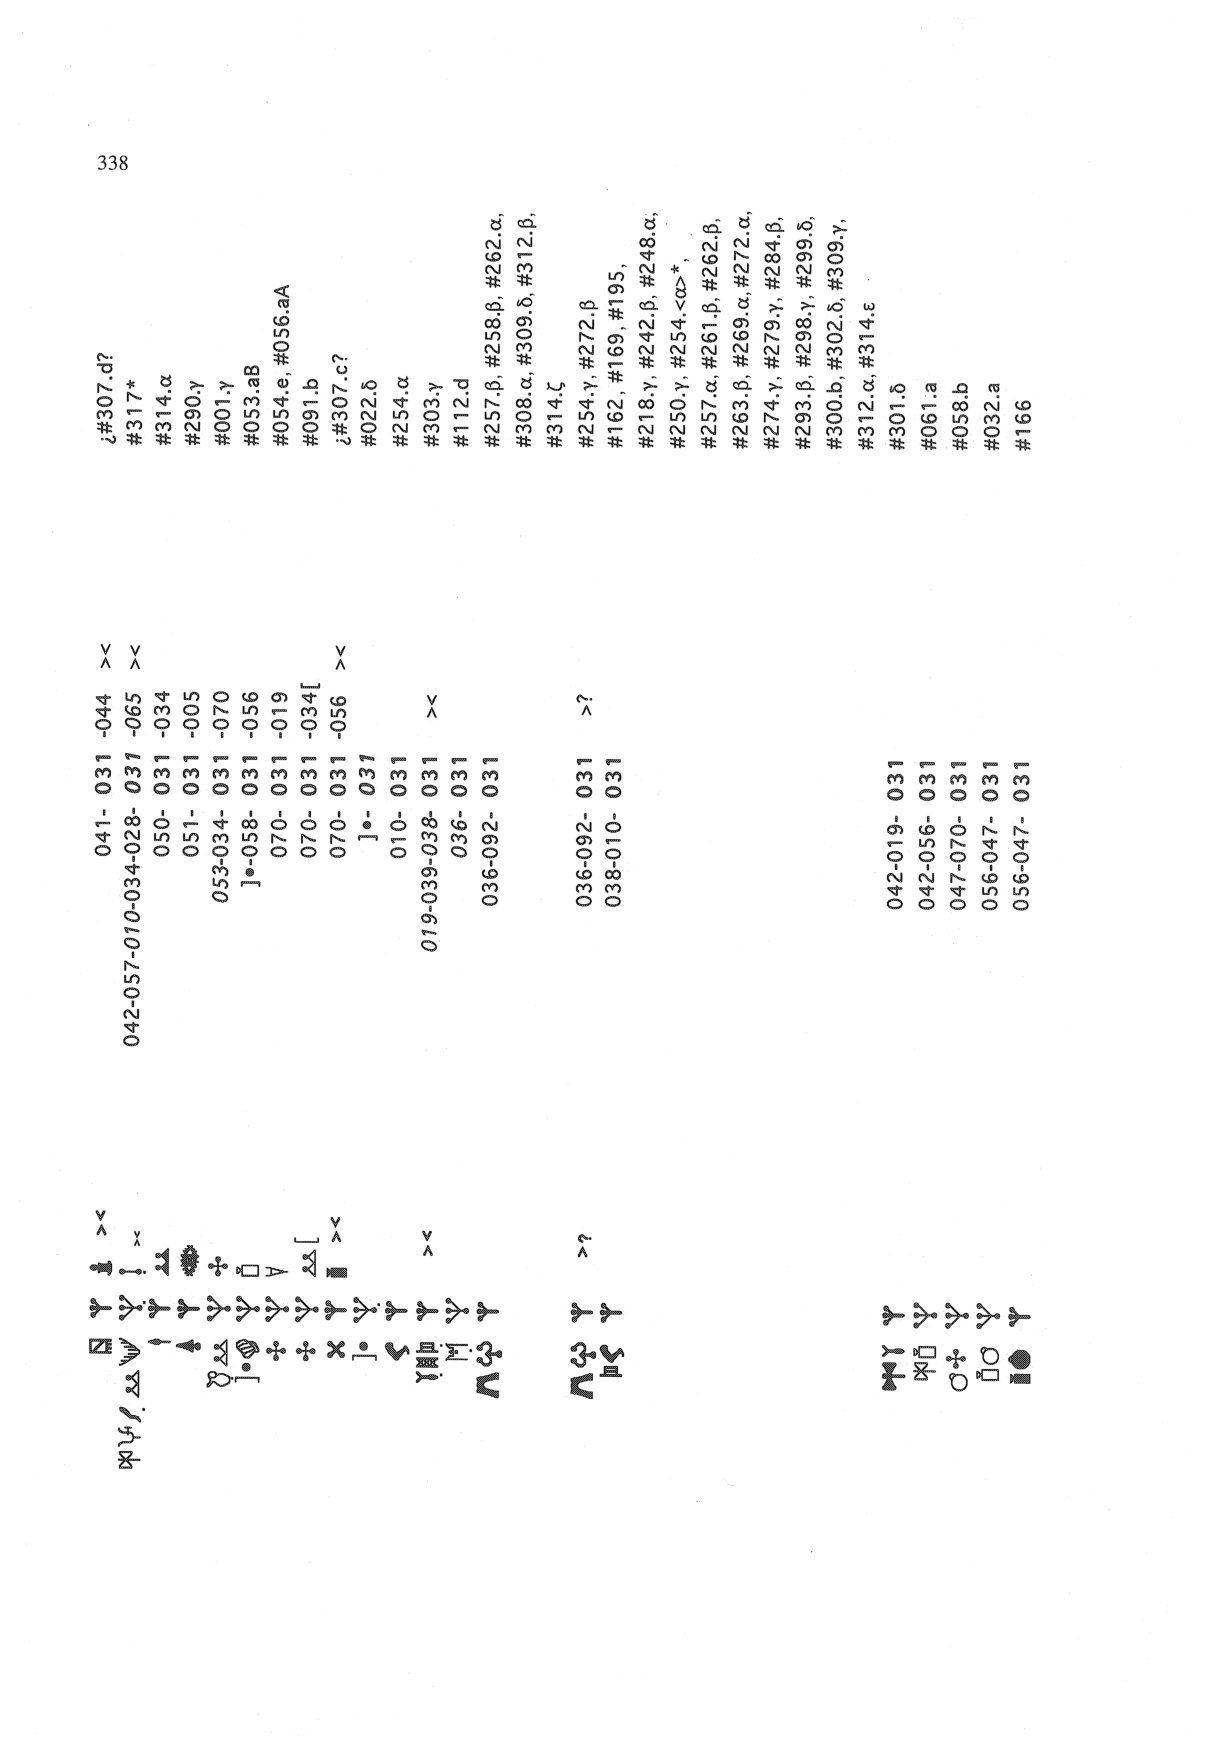 338
041- 031 -044 >< ¿#307.d?
042-057-010-034-028- 031 -065 >< #317*
050- 031 -034 #314.α
051- 031 -005 #290.γ
053-034- 031 -070 #001.γ
]•-058- 031 -056 #053.aB
070- 031 -019 #054.e, #056.aA
070- 031 -034[ #091.b
070- 031 -056 >< ¿#307.c?
]•- 031 #022.δ
010- 031 #254.α
019-039-038- 031 >< #303.γ
036- 031 #112.d
036-092- 031 #257.β, #258.β, #262.α,
#308.α, #309.δ, #312.β,
#314.ζ
036-092- 031 >? #254.γ, #272.β
038-010- 031 #162, #169, #195,
#218.γ, #242.β, #248.α,
#250.γ, #254.<α>*,
#257.α, #261.β, #262.β,
#263.β, #269.α, #272.α,
#274.γ, #279.γ, #284.β,
#293.β, #298.γ, #299.δ,
#300.b, #302.δ, #309.γ,
#312.α, #314.ε
042-019- 031 #301.δ
042-056- 031 #061.a
047-070- 031 #058.b
056-047- 031 #032.a
056-047- 031 #166